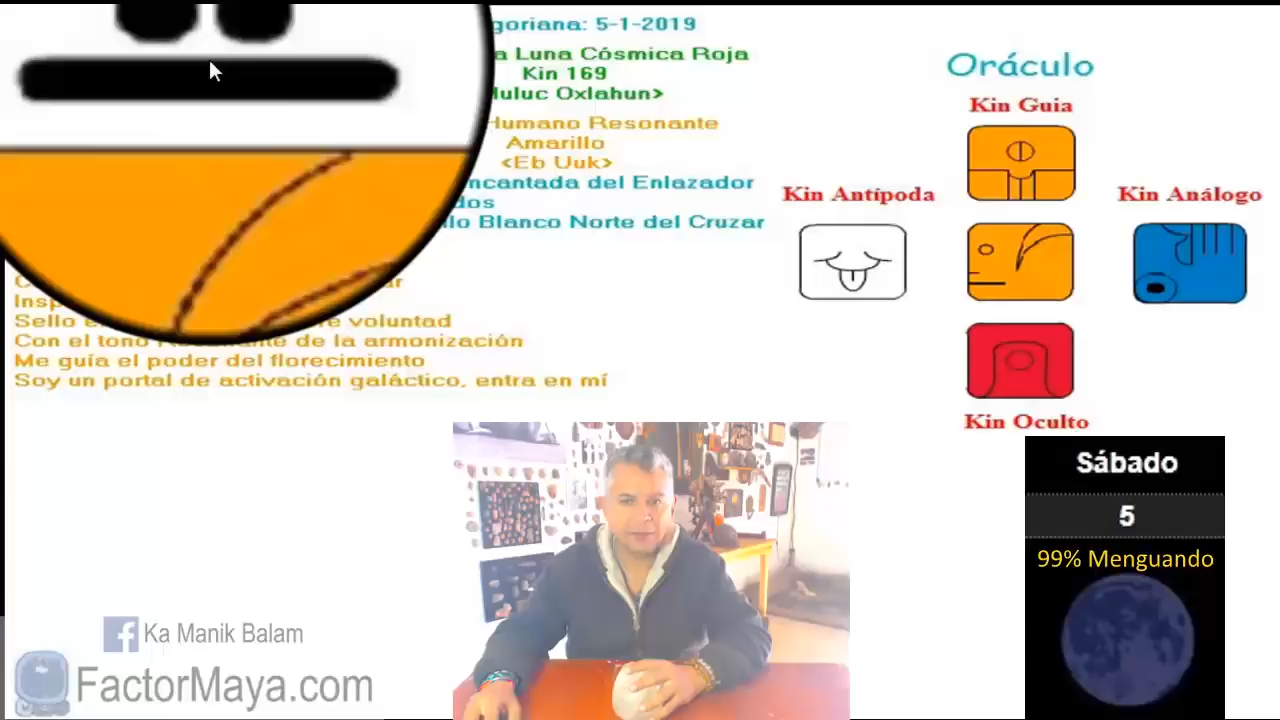 goriana: 5-1-2019
a Luna Cósmica Roja
Kin 169
uluc Oxlahun>
Humano Resonante
Amarillo
<Eb Uuk>
ncantada del Enlazador
dos
lo Blanco Norte del Cruzar
Insp
Sello e voluntad
Con el tono de la armonización
Me guía el poder del florecimiento
Soy un portal de activación galáctico, entra en mí
Oráculo
Kin Guia
Kin Antípoda
Kin Análogo
Kin Oculto
Sábado
5
99% Menguando
Ka Manik Balam
FactorMaya.com